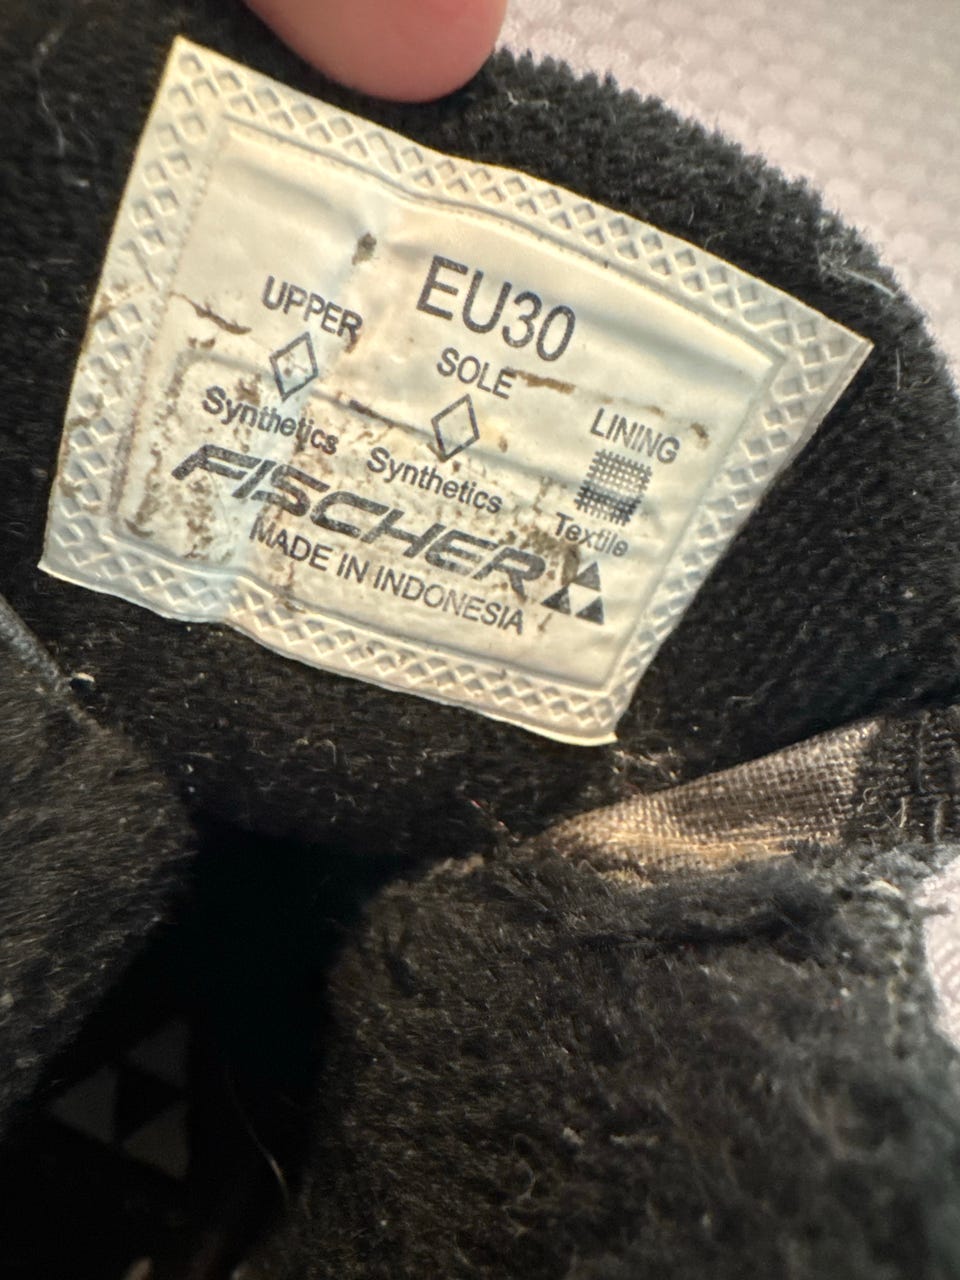 EU30
UPPER
SOLE
LINING
Synthetics
Synthetics
Textile
FISCHER
MADE IN INDONESIA